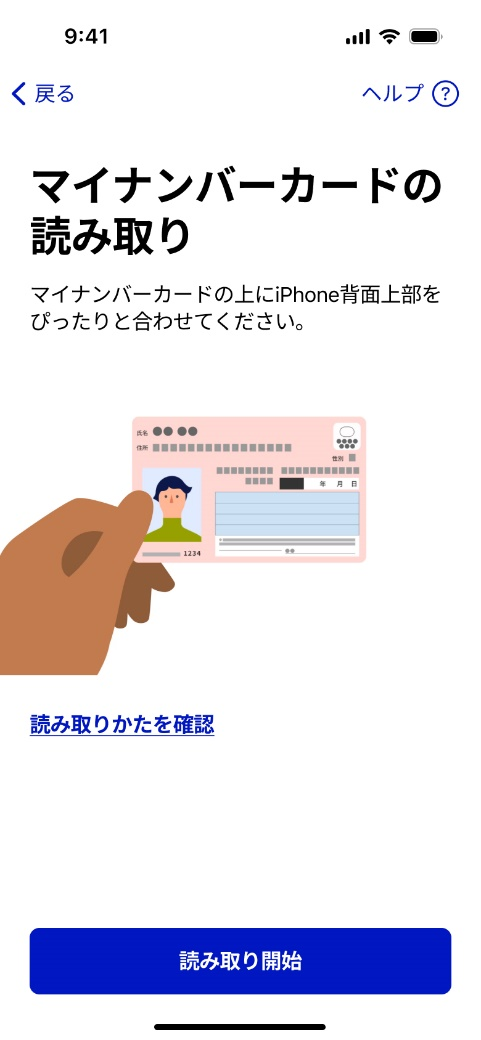 9:41
戻る
ヘルプ ?
マイナンバーカードの
読み取り
マイナンバーカードの上にiPhone背面上部を
ぴったりと合わせてください。
氏名
住所
性別
年 月 日
1234
読み取りかたを確認
読み取り開始